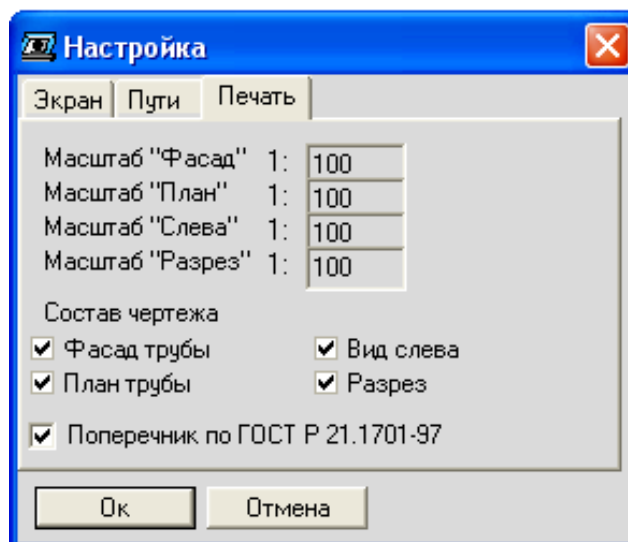 Настройка
Экран Пути Печать
Масштаб "Фасад" 1: 100
Масштаб "План" 1: 100
Масштаб "Слева" 1: 100
Масштаб "Разрез" 1: 100
Состав чертежа
Фасад трубы Вид слева
План трубы Разрез
Поперечник по ГОСТ Р 21.1701-97
Ок Отмена